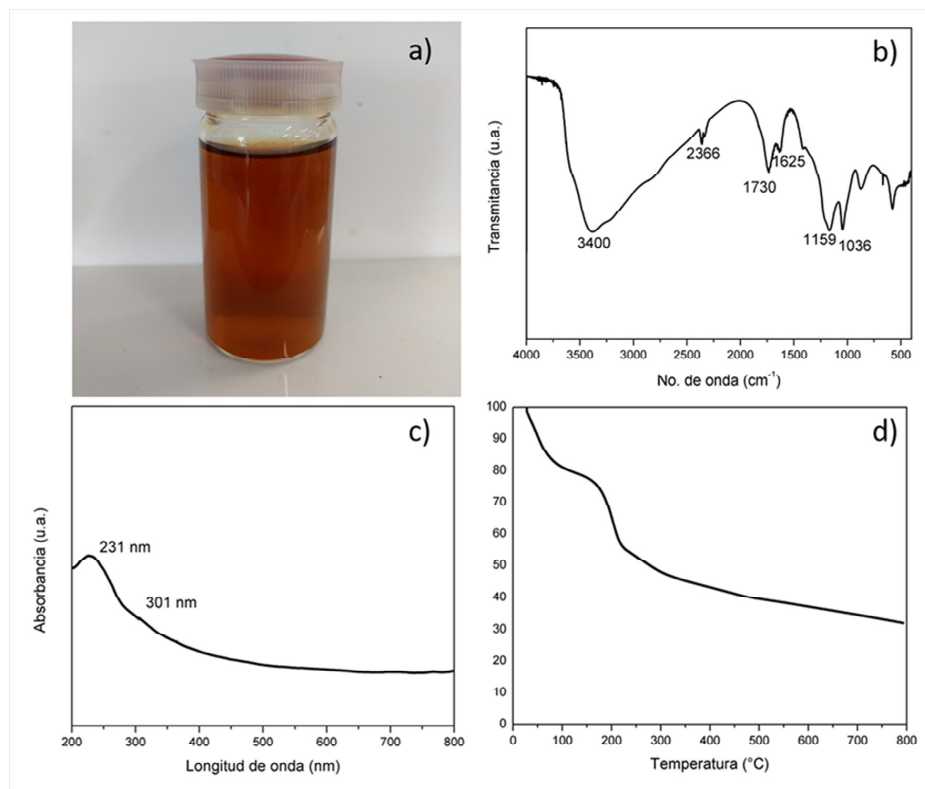 a)
b)
Transmitancia (u.a.)
2366
1625
1730
3400
1159
1036
4000 3500 3000 2500 2000 1500 1000 500
No. de onda (cm⁻¹)
c)
Absorbancia (u.a.)
231 nm
301 nm
200 300 400 500 600 700 800
Longitud de onda (nm)
d)
100
90
80
70
60
50
40
30
20
10
0
0 100 200 300 400 500 600 700 800
Temperatura (°C)